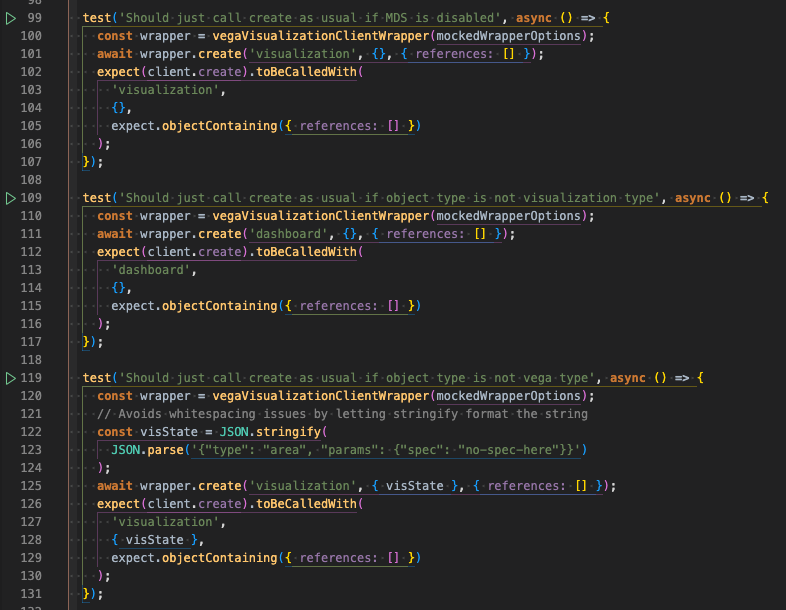 99 test('Should just call create as usual if MDS is disabled', async () => {
100 const wrapper = vegaVisualizationClientWrapper(mockedWrapperOptions);
101 await wrapper.create('visualization', {}, { references: [] });
102 expect(client.create).toBeCalledWith(
103 'visualization',
104 {},
105 expect.objectContaining({ references: [] })
106 );
107 });
108
109 test('Should just call create as usual if object type is not visualization type', async () => {
110 const wrapper = vegaVisualizationClientWrapper(mockedWrapperOptions);
111 await wrapper.create('dashboard', {}, { references: [] });
112 expect(client.create).toBeCalledWith(
113 'dashboard',
114 {},
115 expect.objectContaining({ references: [] })
116 );
117 });
118
119 test('Should just call create as usual if object type is not vega type', async () => {
120 const wrapper = vegaVisualizationClientWrapper(mockedWrapperOptions);
121 // Avoids whitespacing issues by letting stringify format the string
122 const visState = JSON.stringify(
123 JSON.parse('{"type": "area", "params": {"spec": "no-spec-here"}}')
124 );
125 await wrapper.create('visualization', { visState }, { references: [] });
126 expect(client.create).toBeCalledWith(
127 'visualization',
128 { visState },
129 expect.objectContaining({ references: [] })
130 );
131 });